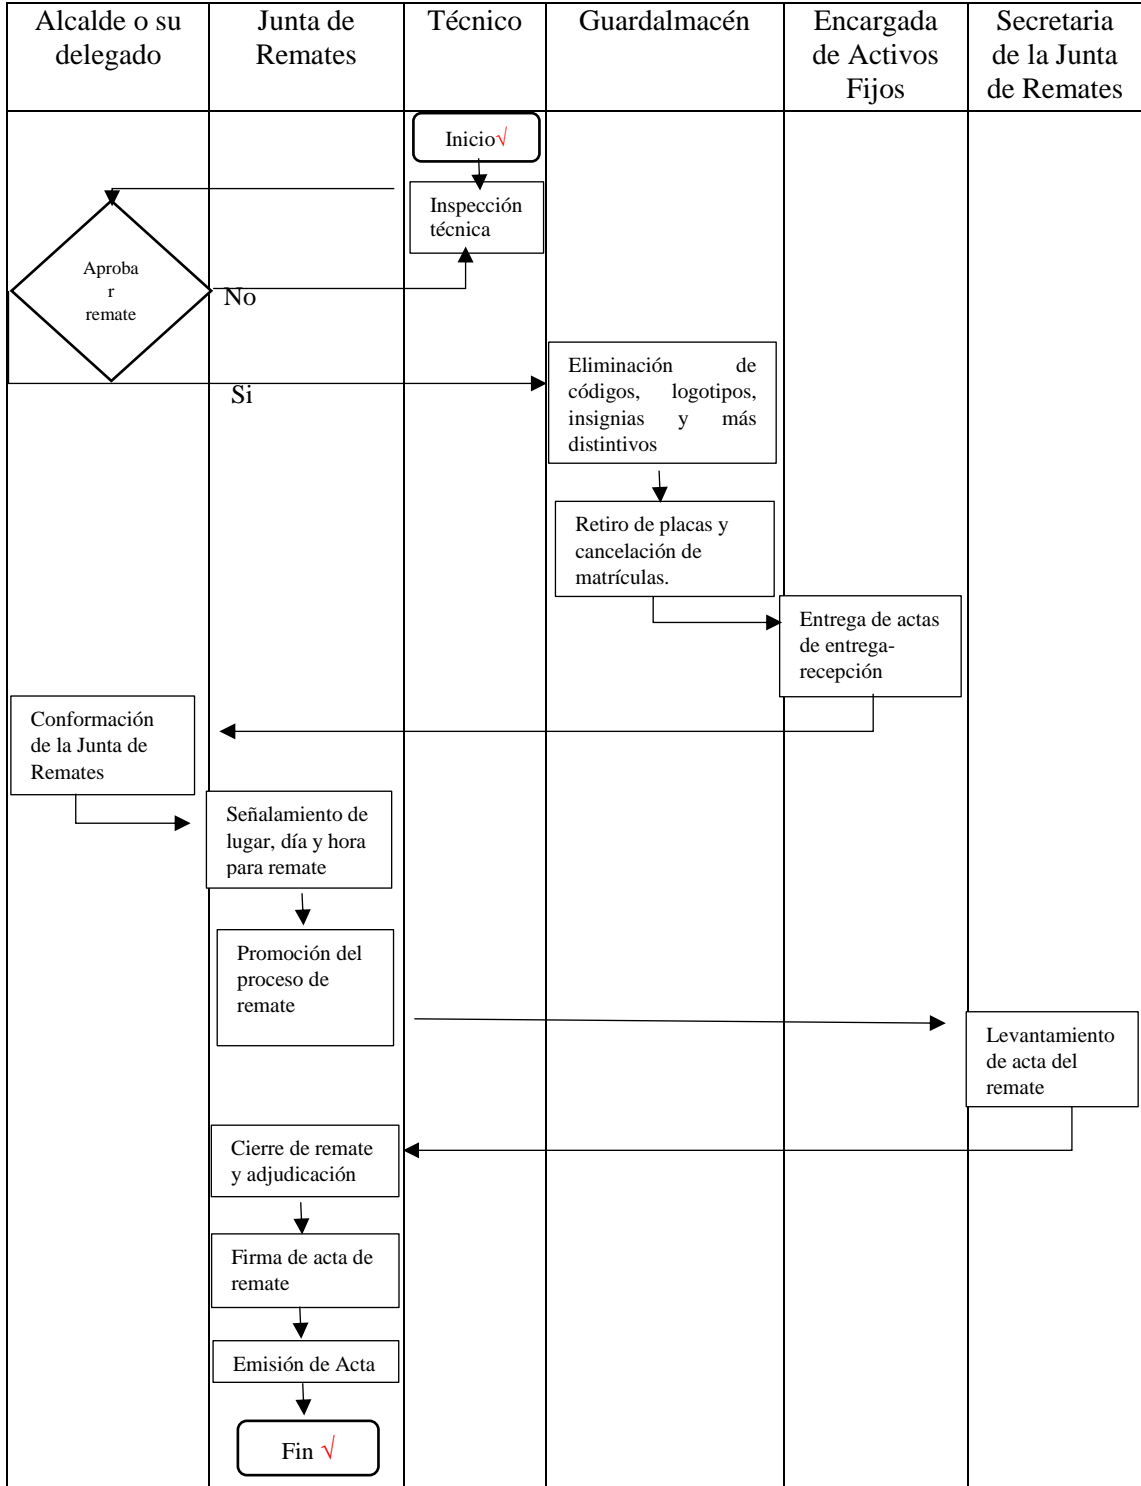 Alcalde o su
delegado
Junta de
Remates
Técnico
Guardalmacén
Encargada
de Activos
Fijos
Secretaria
de la Junta
de Remates
Inicio√
Inspección
técnica
Aproba
r
remate
No
Si
Eliminación de
códigos, logotipos,
insignias y más
distintivos
Retiro de placas y
cancelación de
matrículas.
Entrega de actas
de entrega-
recepción
Conformación
de la Junta de
Remates
Señalamiento de
lugar, día y hora
para remate
Promoción del
proceso de
remate
Levantamiento
de acta del
remate
Cierre de remate
y adjudicación
Firma de acta de
remate
Emisión de Acta
Fin √